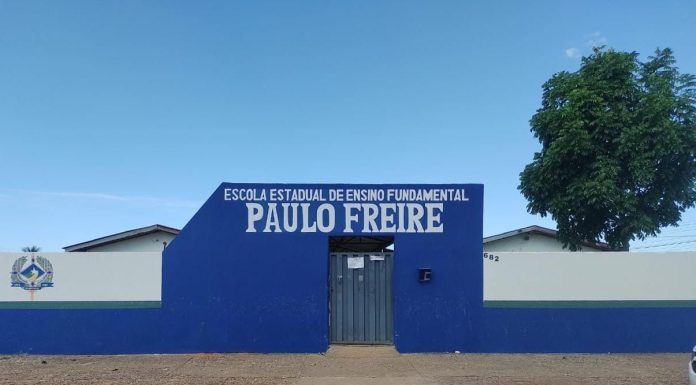 ESCOLA ESTADUAL DE ENSINO FUNDAMENTAL
PAULO FREIRE
682